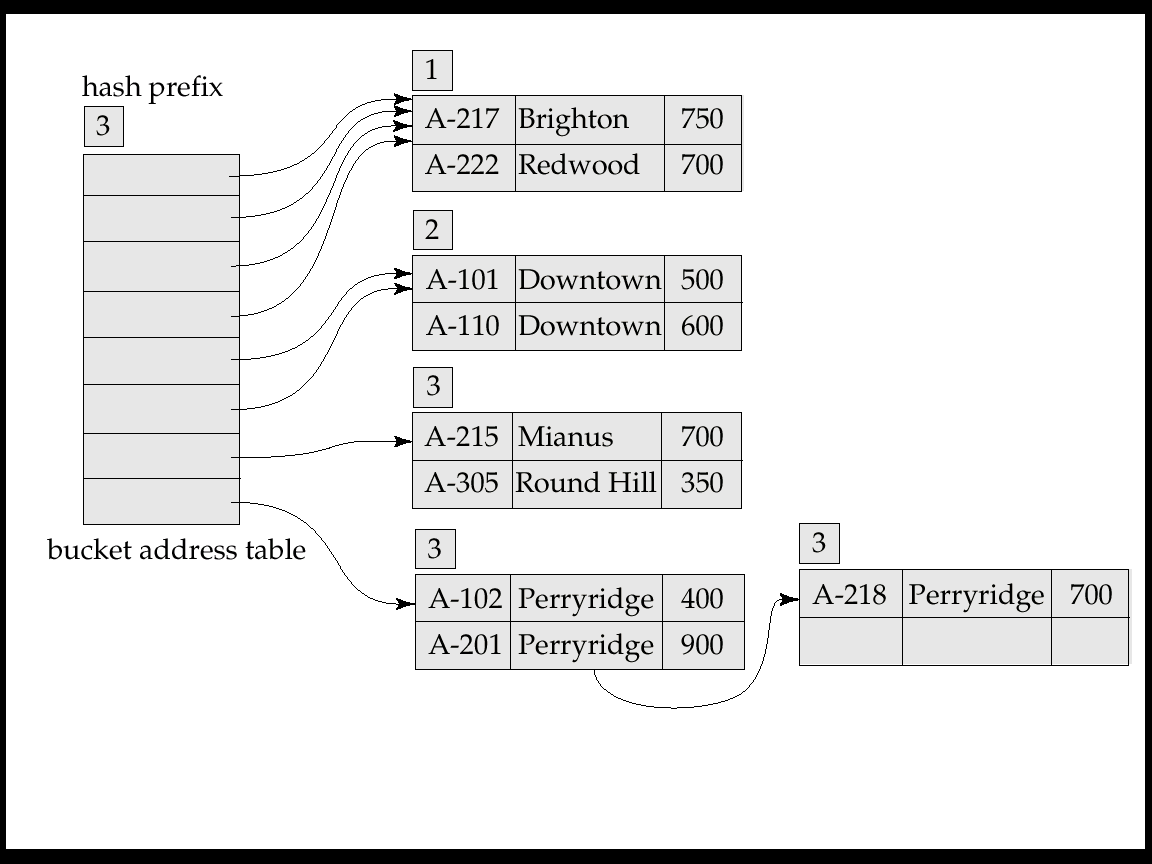 hash prefix
3
bucket address table
1
A-217 Brighton 750
A-222 Redwood 700
2
A-101 Downtown 500
A-110 Downtown 600
3
A-215 Mianus 700
A-305 Round Hill 350
3
A-102 Perryridge 400
A-201 Perryridge 900
3
A-218 Perryridge 700